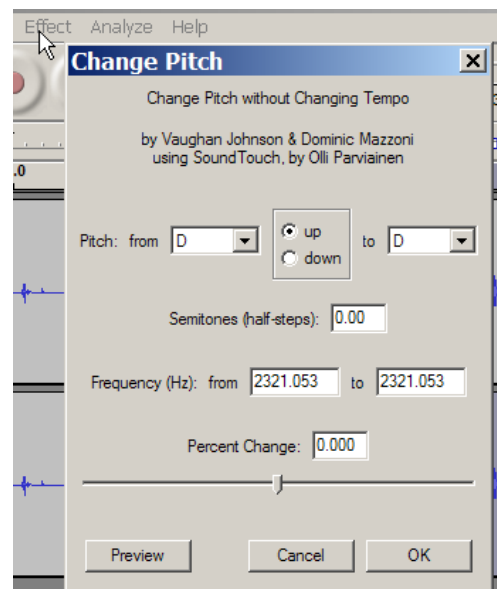 Effect Analyze Help
Change Pitch
Change Pitch without Changing Tempo
by Vaughan Johnson & Dominic Mazzoni
using SoundTouch, by Olli Parviainen
.0
Pitch: from D up to D
down
Semitones (half-steps): 0.00
Frequency (Hz): from 2321.053 to 2321.053
Percent Change: 0.000
Preview Cancel OK